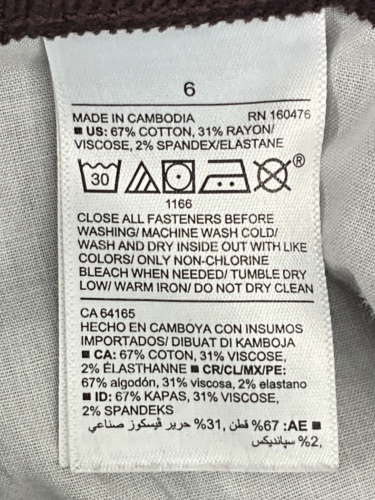 6
MADE IN CAMBODIA RN 160476
■ US: 67% COTTON, 31% RAYON/
VISCOSE, 2% SPANDEX/ELASTANE
30 ®
1166
CLOSE ALL FASTENERS BEFORE
WASHING/ MACHINE WASH COLD/
WASH AND DRY INSIDE OUT WITH LIKE
COLORS/ ONLY NON-CHLORINE
BLEACH WHEN NEEDED/ TUMBLE DRY
LOW/ WARM IRON/ DO NOT DRY CLEAN
CA 64165
HECHO EN CAMBOYA CON INSUMOS
IMPORTADOS/ DIBUAT DI KAMBOJA
■ CA: 67% COTON, 31% VISCOSE,
2% ÉLASTHANNE ■ CR/CL/MX/PE:
67% algodón, 31% viscosa, 2% elastano
■ ID: 67% KAPAS, 31% VISCOSE,
2% SPANDEKS
■ AE: 67% قطن ,31% حرير فيسكوز صناعي
,2% سپانديكس